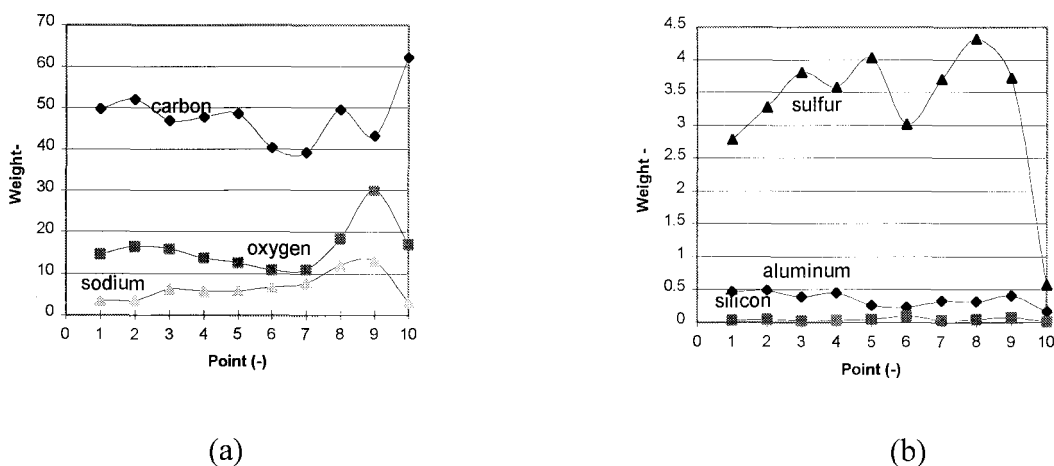 70
60
50
40
30
20
10
0
Weight-
carbon
oxygen
sodium
0 1 2 3 4 5 6 7 8 9 10
Point (-)
(a)
4.5
4
3.5
3
2.5
2
1.5
1
0.5
0
Weight -
sulfur
aluminum
silicon
0 1 2 3 4 5 6 7 8 9 10
Point (-)
(b)